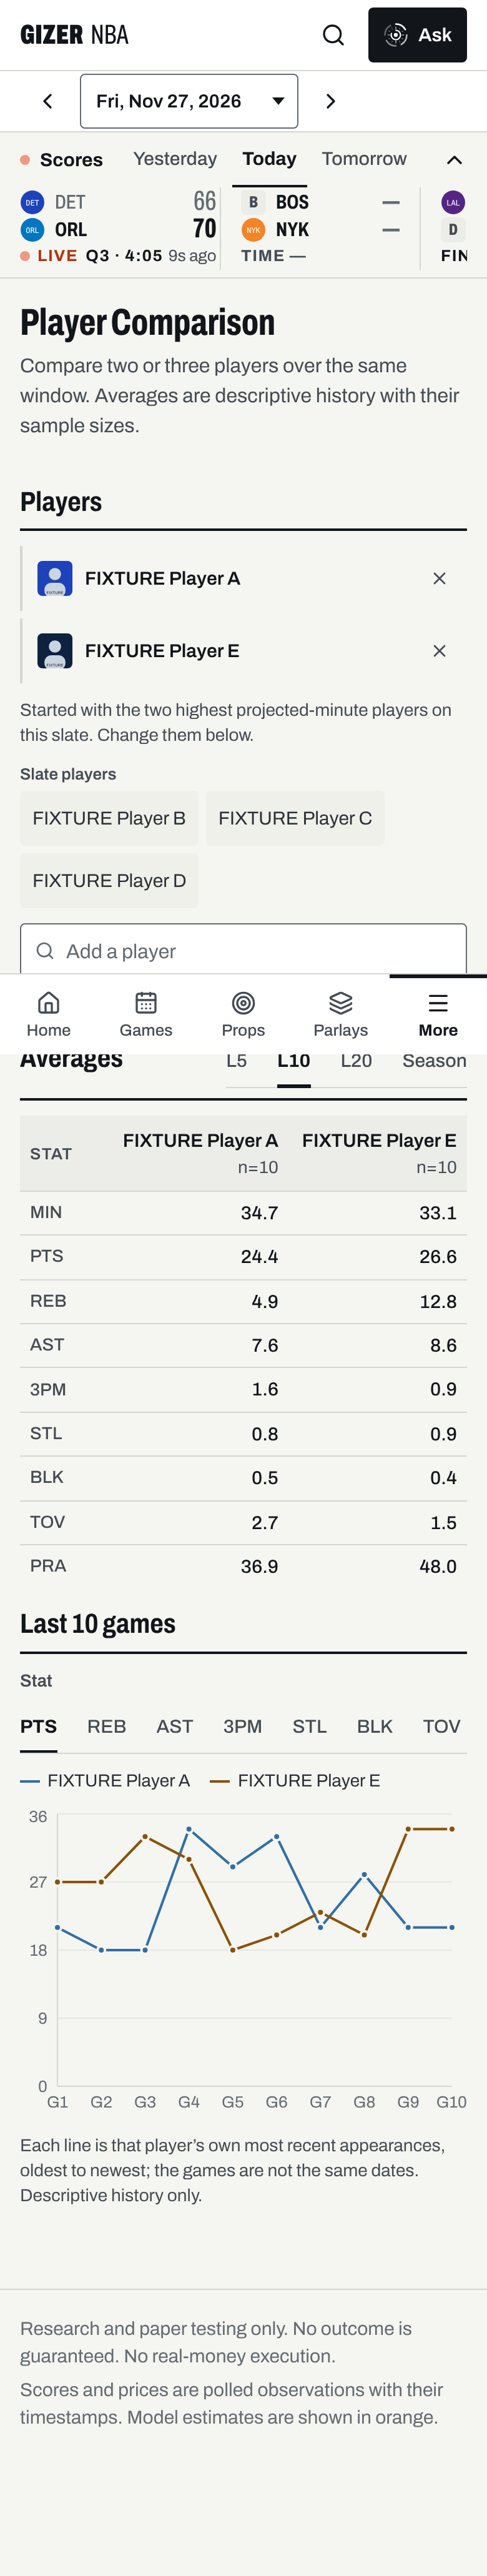 GIZER NBA
Ask
Fri, Nov 27, 2026
Scores Yesterday Today Tomorrow
DET DET 66
ORL ORL 70
LIVE Q3 · 4:05 9s ago
B BOS —
NYK NYK —
TIME —
LAL
D
FIN
Player Comparison
Compare two or three players over the same
window. Averages are descriptive history with their
sample sizes.
Players
FIXTURE FIXTURE Player A
FIXTURE FIXTURE Player E
Started with the two highest projected-minute players on
this slate. Change them below.
Slate players
FIXTURE Player B FIXTURE Player C
FIXTURE Player D
Add a player
Home Games Props Parlays More
Averages L5 L10 L20 Season
STAT FIXTURE Player A FIXTURE Player E
n=10 n=10
MIN 34.7 33.1
PTS 24.4 26.6
REB 4.9 12.8
AST 7.6 8.6
3PM 1.6 0.9
STL 0.8 0.9
BLK 0.5 0.4
TOV 2.7 1.5
PRA 36.9 48.0
Last 10 games
Stat
PTS REB AST 3PM STL BLK TOV
FIXTURE Player A FIXTURE Player E
36
27
18
9
0
G1 G2 G3 G4 G5 G6 G7 G8 G9 G10
Each line is that player’s own most recent appearances,
oldest to newest; the games are not the same dates.
Descriptive history only.
Research and paper testing only. No outcome is
guaranteed. No real-money execution.
Scores and prices are polled observations with their
timestamps. Model estimates are shown in orange.